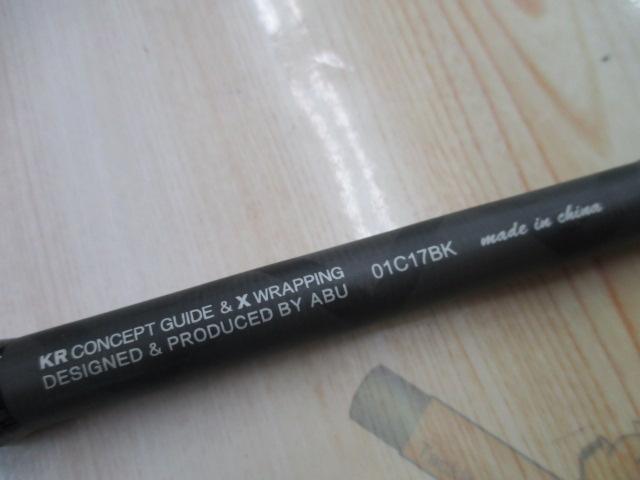 KR CONCEPT GUIDE & X WRAPPING
DESIGNED & PRODUCED BY ABU
01C17BK
made in china